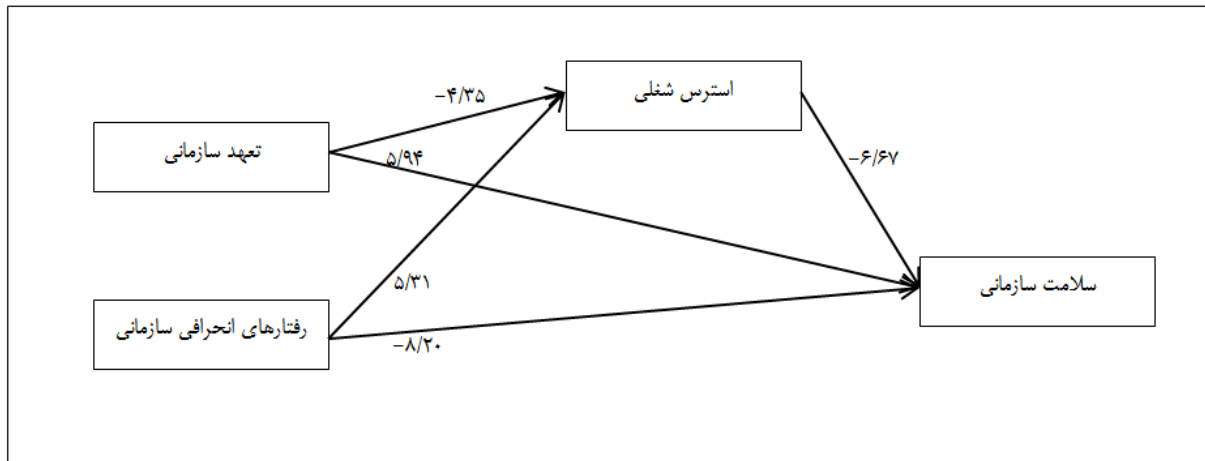 استرس شغلی
-۴/۳۵
تعهد سازمانی
۵/۹۴
-۶/۶۷
سلامت سازمانی
۵/۳۱
رفتارهای انحرافی سازمانی
-۸/۲۰